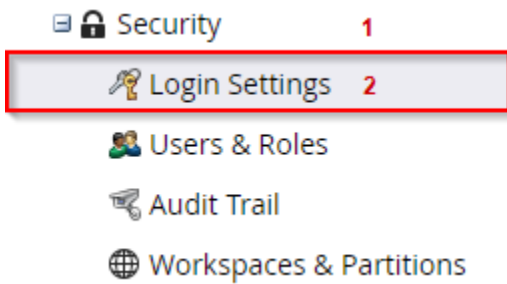 Security 1
Login Settings 2
Users & Roles
Audit Trail
Workspaces & Partitions